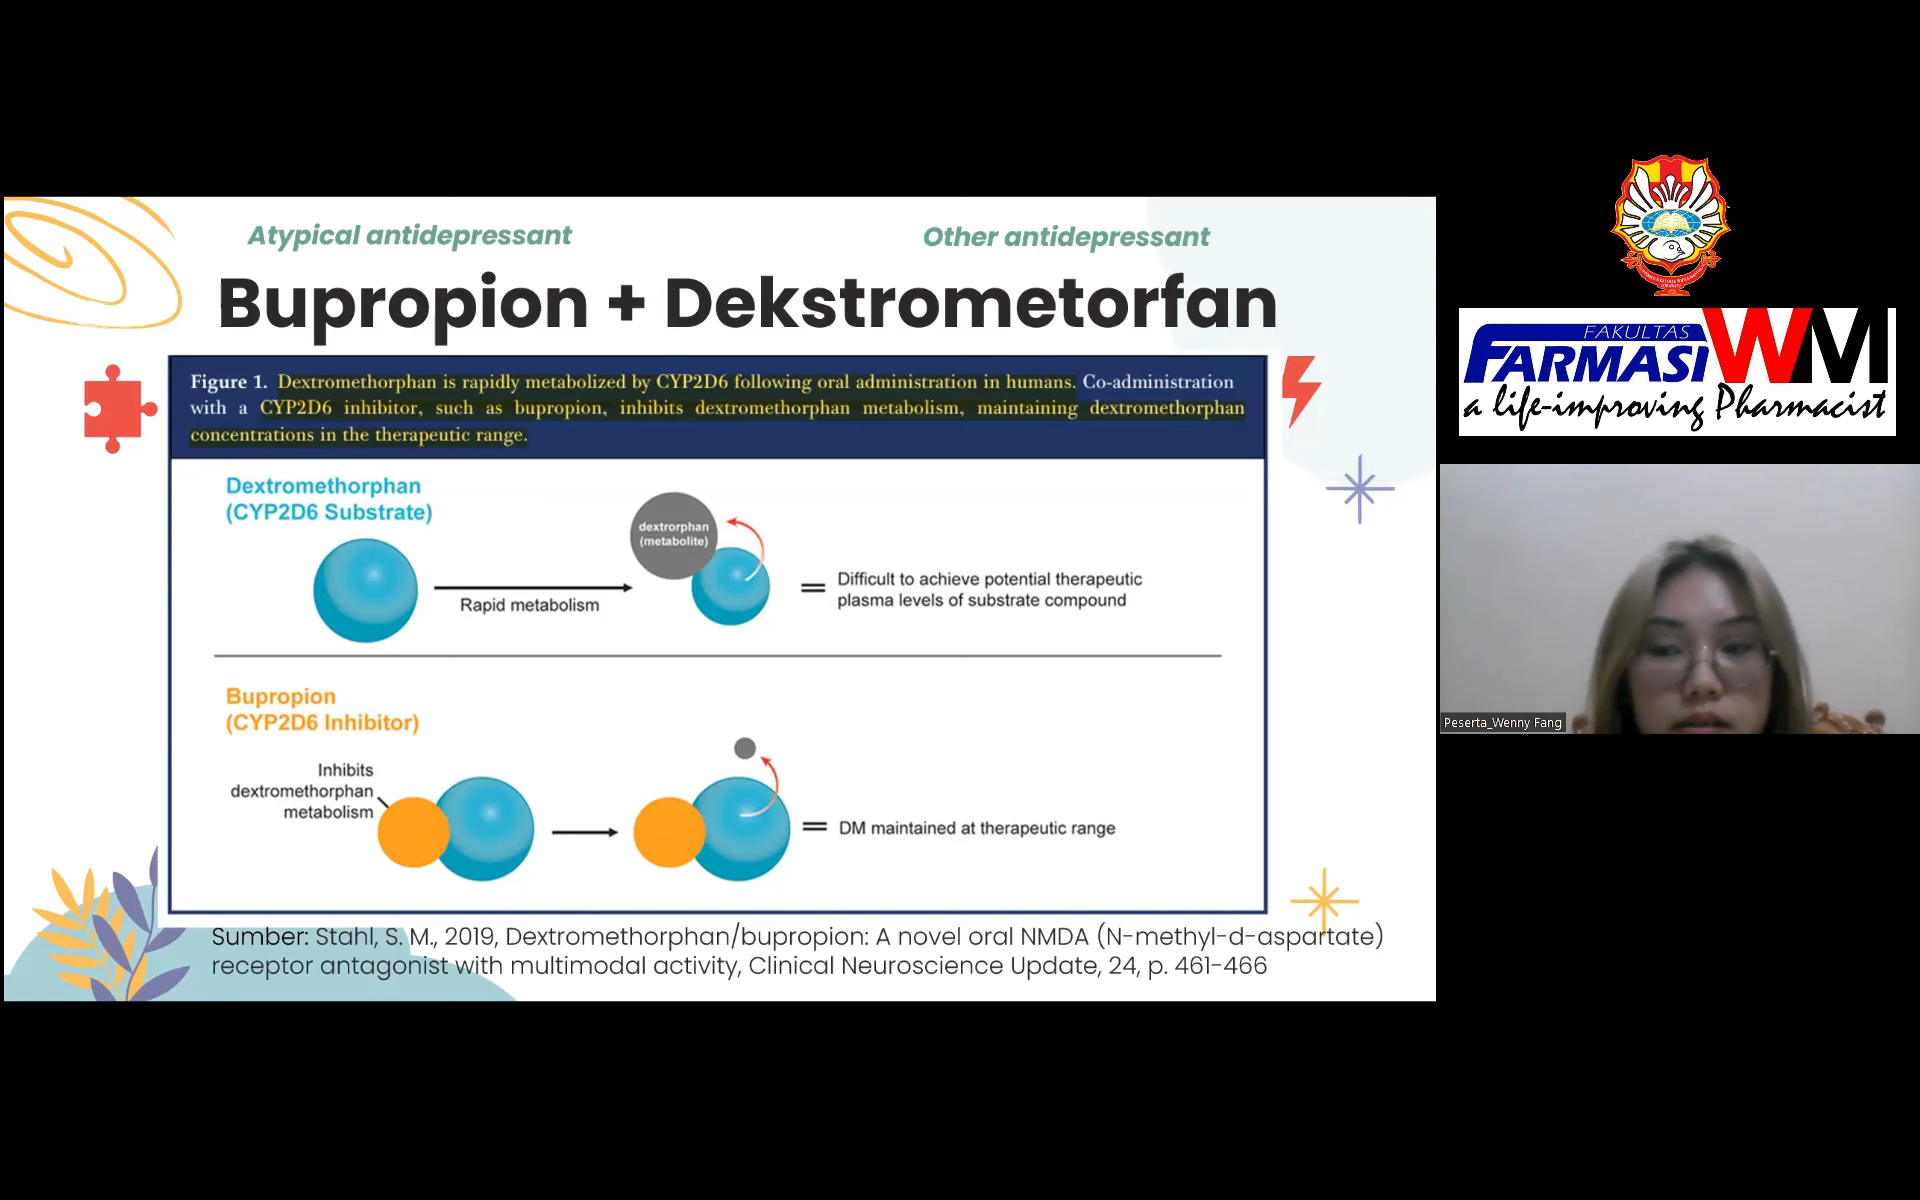 Atypical antidepressant
Other antidepressant
Bupropion + Dekstrometorfan
Figure 1. Dextromethorphan is rapidly metabolized by CYP2D6 following oral administration in humans. Co-administration
with a CYP2D6 inhibitor, such as bupropion, inhibits dextromethorphan metabolism, maintaining dextromethorphan
concentrations in the therapeutic range.
Dextromethorphan
(CYP2D6 Substrate)
dextrorphan
(metabolite)
Rapid metabolism
=
Difficult to achieve potential therapeutic
plasma levels of substrate compound
Bupropion
(CYP2D6 Inhibitor)
Inhibits
dextromethorphan
metabolism
=
DM maintained at therapeutic range
Sumber: Stahl, S. M., 2019, Dextromethorphan/bupropion: A novel oral NMDA (N-methyl-d-aspartate)
receptor antagonist with multimodal activity, Clinical Neuroscience Update, 24, p. 461-466
FAKULTAS
FARMASI WM
a life-improving Pharmacist
Peserta_Wenny Fang